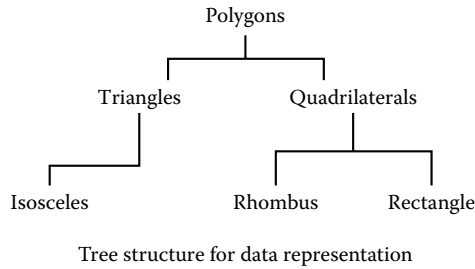 Polygons
Triangles Quadrilaterals
Isosceles Rhombus Rectangle
Tree structure for data representation